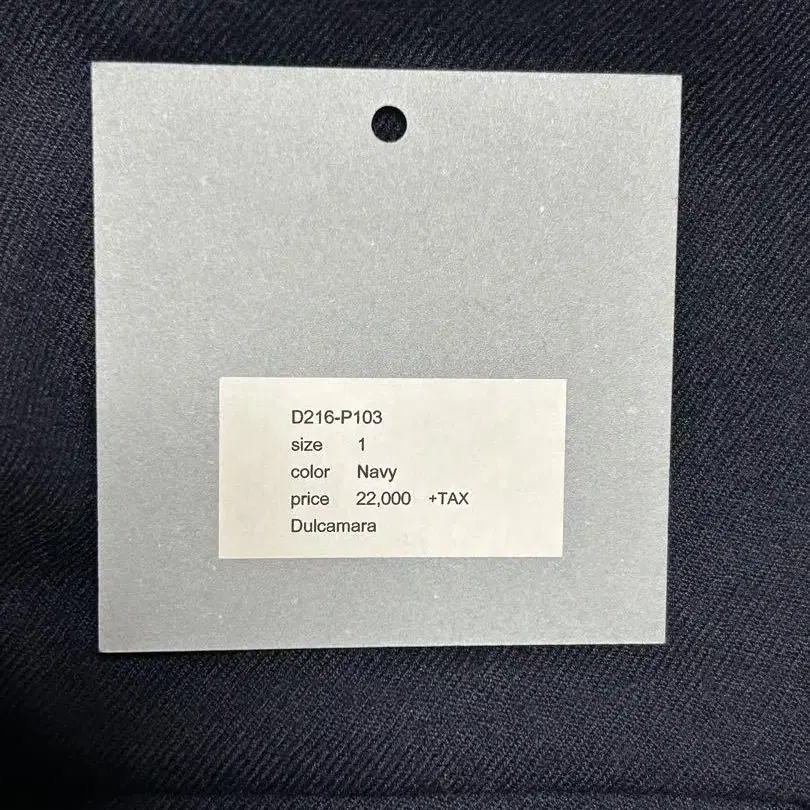 D216-P103
size 1
color Navy
price 22,000 +TAX
Dulcamara